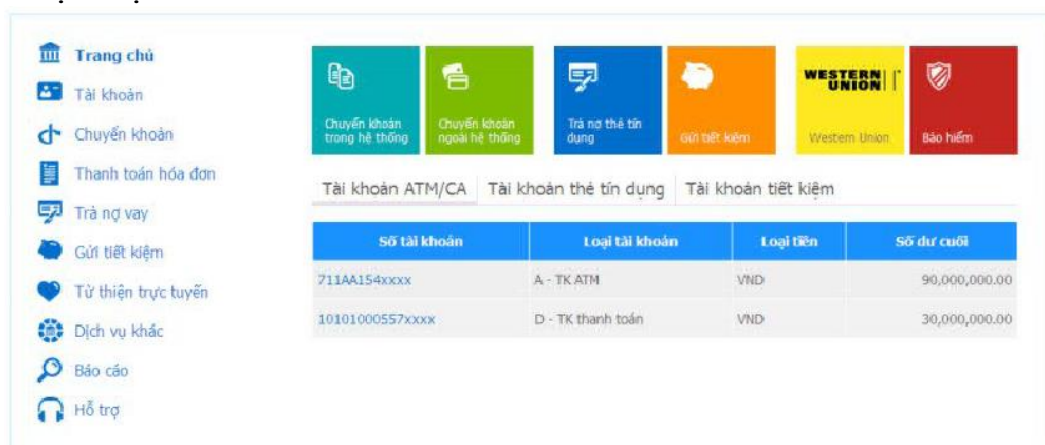 Trang chủ
Tài khoản
Chuyển khoản
Thanh toán hóa đơn
Trả nợ vay
Gửi tiết kiệm
Từ thiện trực tuyến
Dịch vụ khác
Báo cáo
Hỗ trợ
Chuyển khoản
trong hệ thống
Chuyển khoản
ngoài hệ thống
Trả nợ thẻ tín
dụng
Gửi tiết kiệm
WESTERN
UNION
Western Union
Bảo hiểm
Tài khoản ATM/CA Tài khoản thẻ tín dụng Tài khoản tiết kiệm
Số tài khoản Loại tài khoản Loại tiền Số dư cuối
711AA154xxxx A - TK ATM VND 90,000,000.00
10101000557xxxx D - TK thanh toán VND 30,000,000.00